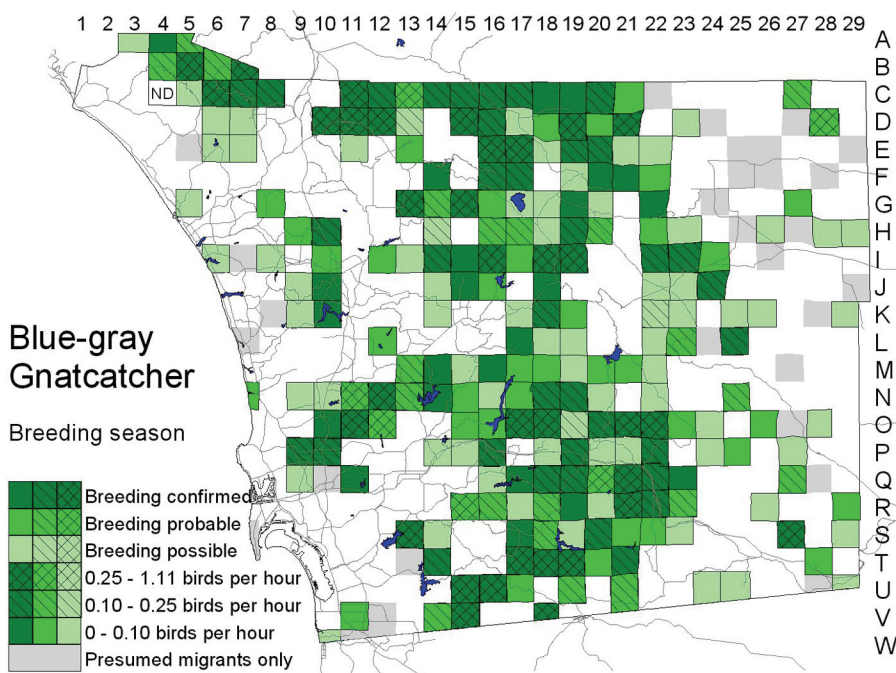 1 2 3 4 5 6 7 8 9 10 11 12 13 14 15 16 17 18 19 20 21 22 23 24 25 26 27 28 29
A
B
C
D
E
F
G
H
I
J
K
L
M
N
O
P
Q
R
S
T
U
V
W
ND
Blue-gray
Gnatcatcher
Breeding season
Breeding confirmed
Breeding probable
Breeding possible
0.25 - 1.11 birds per hour
0.10 - 0.25 birds per hour
0 - 0.10 birds per hour
Presumed migrants only